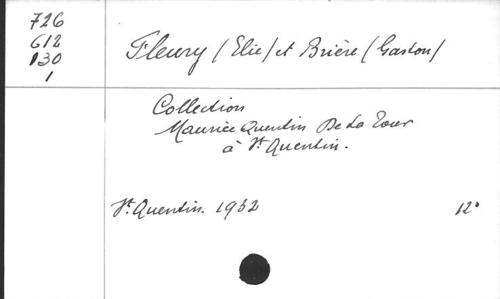 726
612
130
1
Fleury (Elie) et Brière (Gaston)
Collection
Maurice Quentin De La Tour
à St Quentin.
St. Quentin. 1932
12°